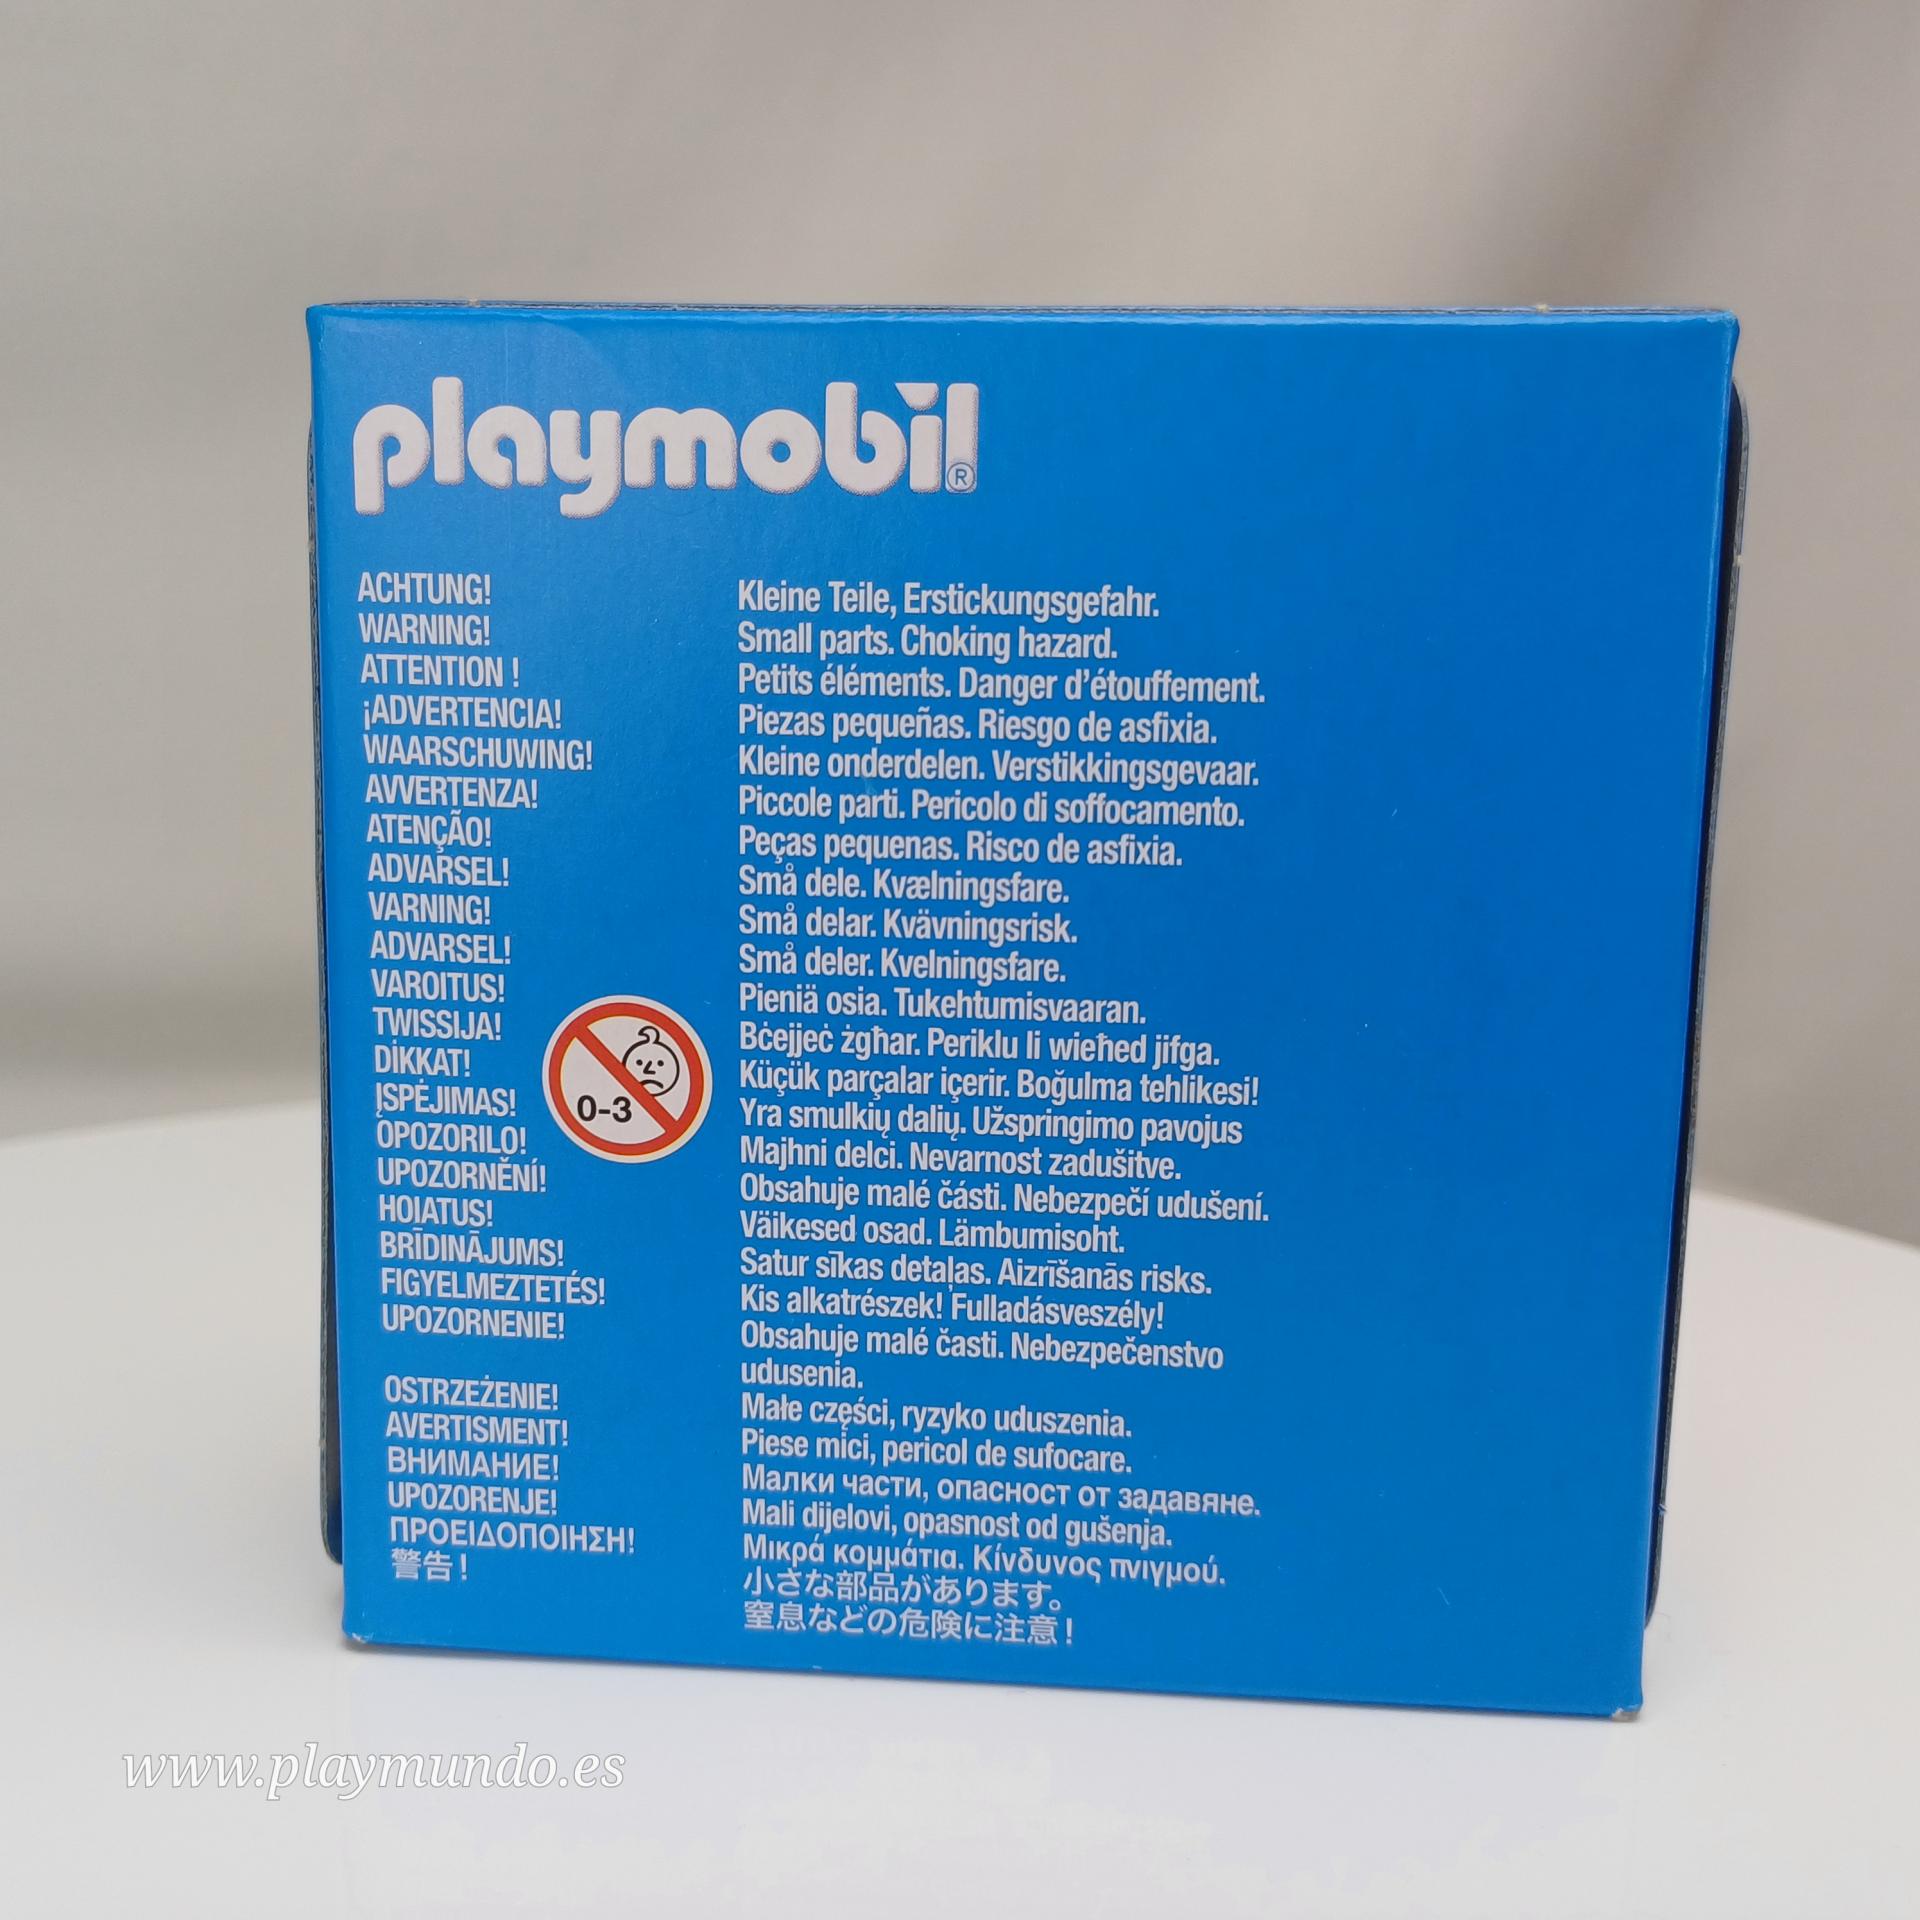 playmobil®
ACHTUNG! Kleine Teile, Erstickungsgefahr.
WARNING! Small parts. Choking hazard.
ATTENTION ! Petits éléments. Danger d'étouffement.
¡ADVERTENCIA! Piezas pequeñas. Riesgo de asfixia.
WAARSCHUWING! Kleine onderdelen. Verstikkingsgevaar.
AVVERTENZA! Piccole parti. Pericolo di soffocamento.
ATENÇÃO! Peças pequenas. Risco de asfixia.
ADVARSEL! Små dele. Kvælningsfare.
VARNING! Små delar. Kvävningsrisk.
ADVARSEL! Små deler. Kvelningsfare.
VAROITUS! Pieniä osia. Tukehtumisvaaran.
TWISSIJA! Bċejjeċ żgħar. Periklu li wieħed jifga.
DİKKAT! Küçük parçalar içerir. Boğulma tehlikesi!
ĮSPĖJIMAS! Yra smulkių dalių. Užspringimo pavojus
OPOZORILO! Majhni delci. Nevarnost zadušitve.
UPOZORNĚNÍ! Obsahuje malé části. Nebezpečí udušení.
HOIATUS! Väikesed osad. Lämbumisoht.
BRĪDINĀJUMS! Satur sīkas detaļas. Aizrīšanās risks.
FIGYELMEZTETÉS! Kis alkatrészek! Fulladásveszély!
UPOZORNENIE! Obsahuje malé časti. Nebezpečenstvo
udusenia.
OSTRZEŻENIE! Małe części, ryzyko uduszenia.
AVERTISMENT! Piese mici, pericol de sufocare.
ВНИМАНИЕ! Малки части, опасност от задавяне.
UPOZORENJE! Mali dijelovi, opasnost od gušenja.
ΠΡΟΕΙΔΟΠΟΙΗΣΗ! Μικρά κομμάτια. Κίνδυνος πνιγμού.
警告! 小さな部品があります。
窒息などの危険に注意!
0-3
www.playmundo.es